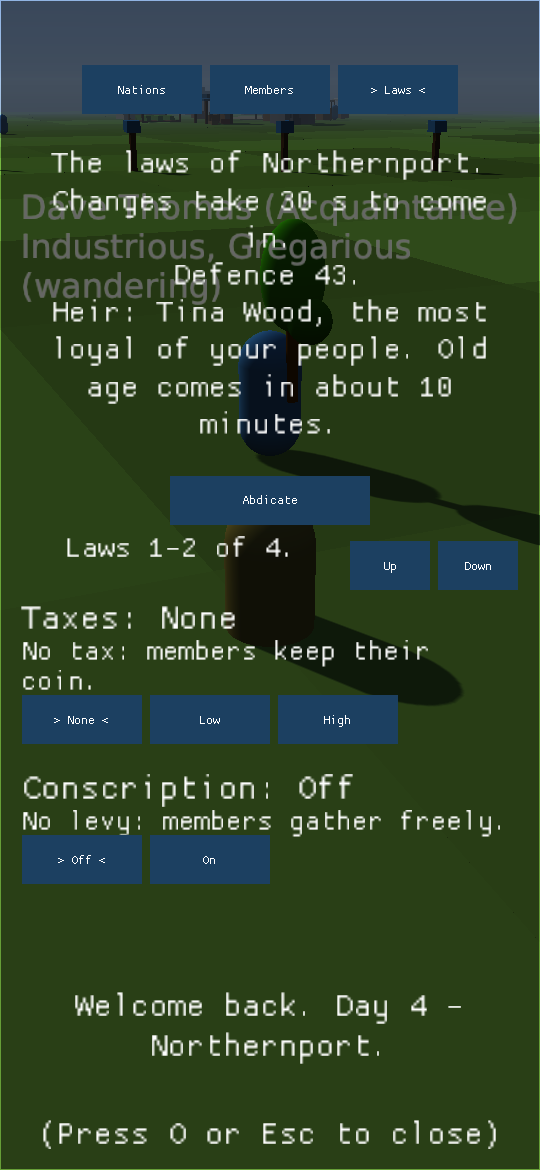 Nations
Members
> Laws <
The laws of Northernport.
Changes take 30 s to come
in.
Dave Thomas (Acquaintance)
Industrious, Gregarious
(wandering)
Defence 43.
Heir: Tina Wood, the most
loyal of your people. Old
age comes in about 10
minutes.
Abdicate
Laws 1-2 of 4.
Up
Down
Taxes: None
No tax: members keep their
coin.
> None <
Low
High
Conscription: Off
No levy: members gather freely.
> Off <
On
Welcome back. Day 4 -
Northernport.
(Press O or Esc to close)